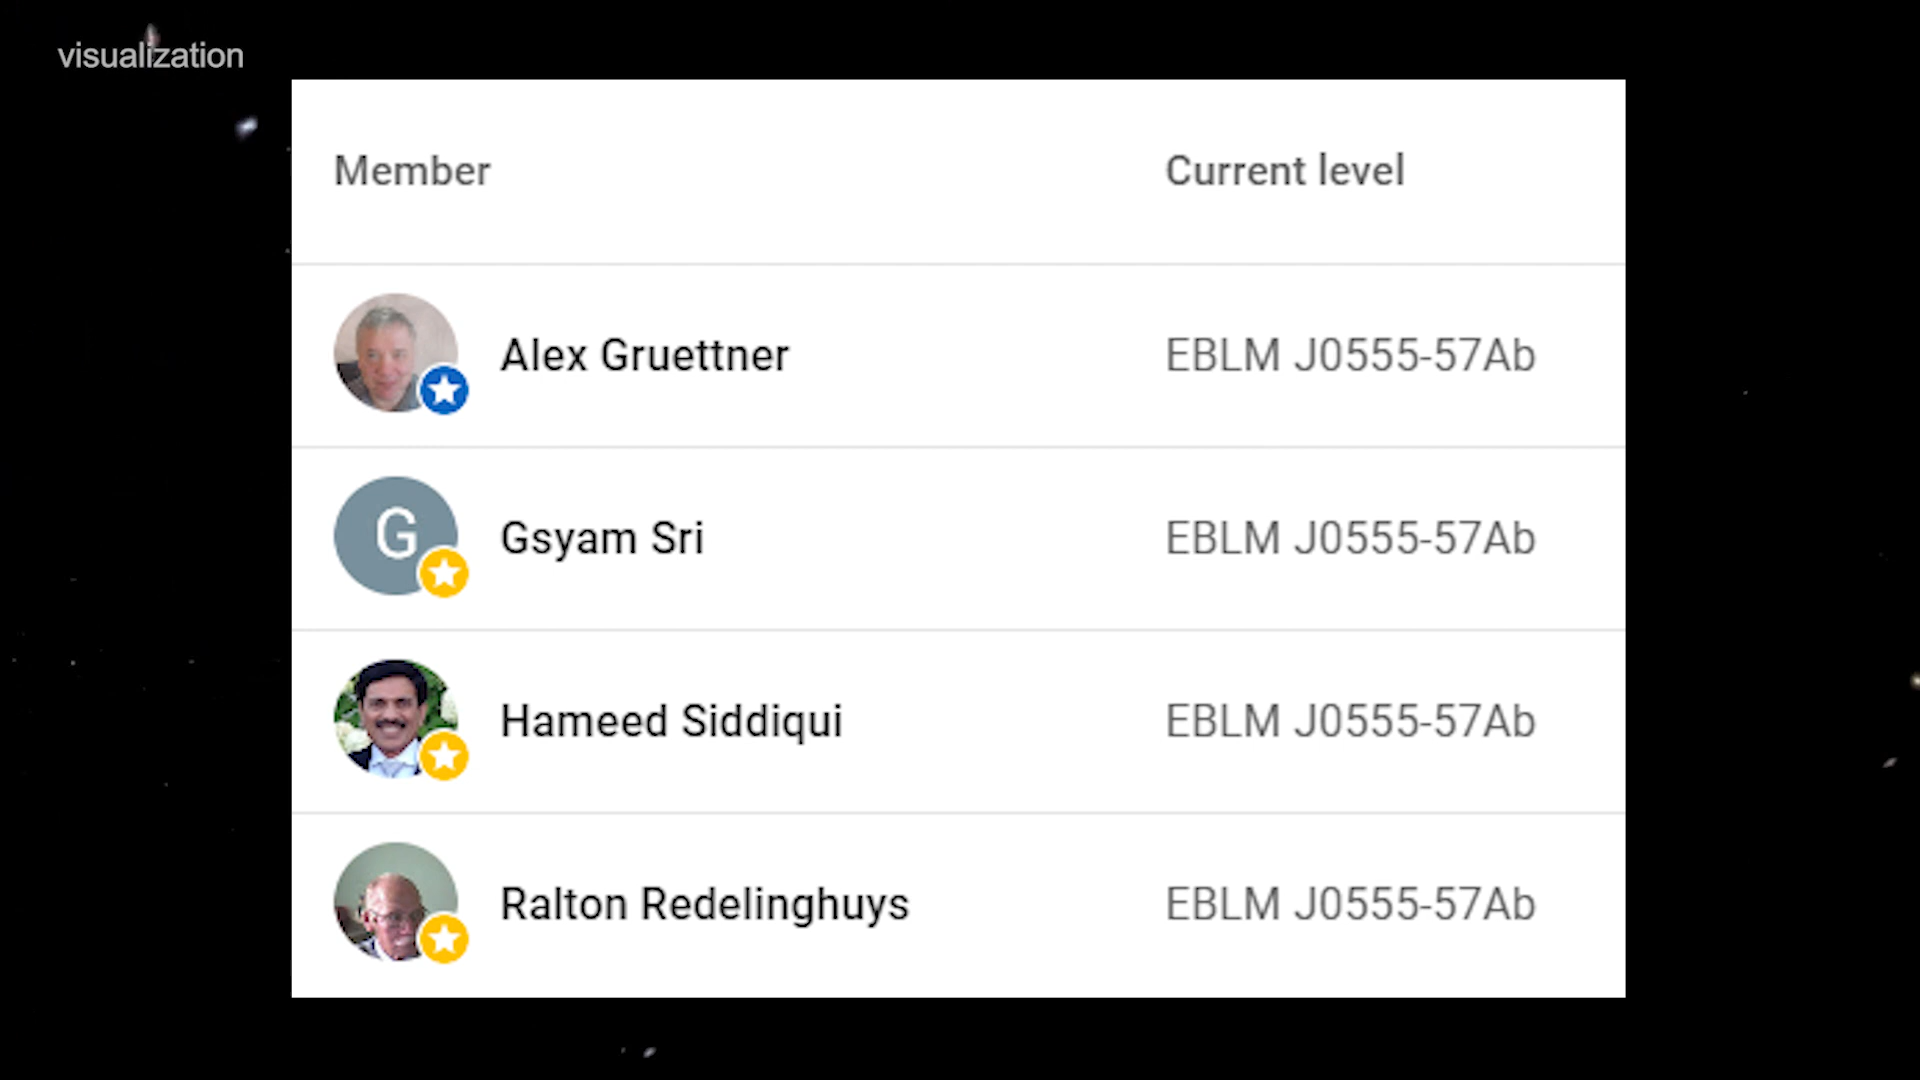 visualization
Member Current level
Alex Gruettner EBLM J0555-57Ab
G Gsyam Sri EBLM J0555-57Ab
Hameed Siddiqui EBLM J0555-57Ab
Ralton Redelinghuys EBLM J0555-57Ab